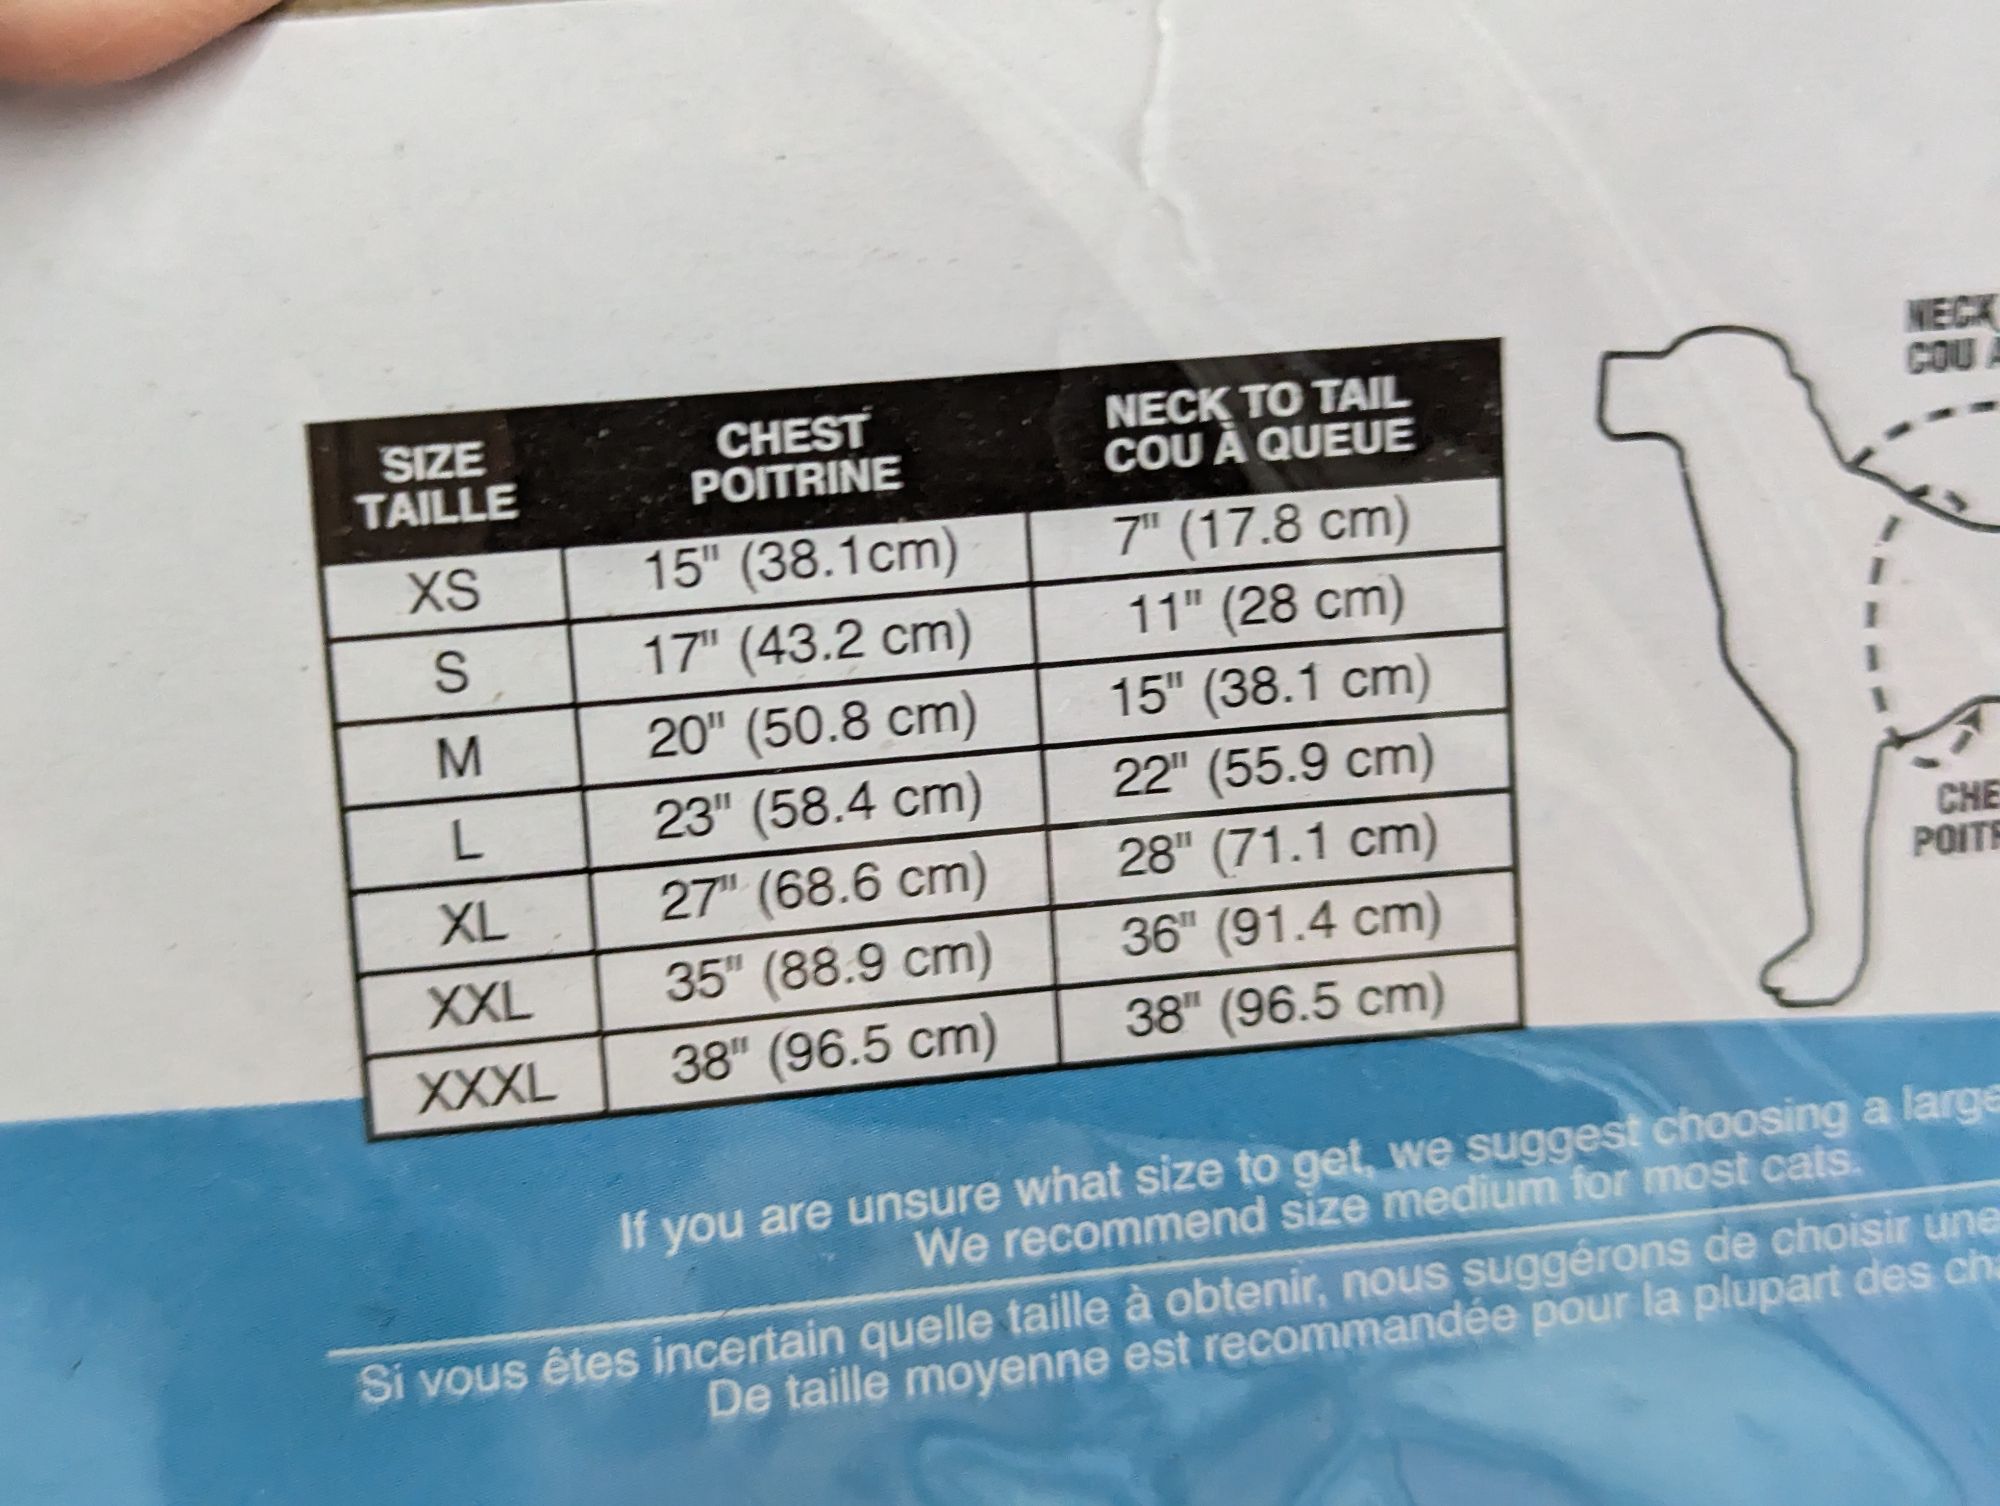 SIZE
TAILLE
CHEST
POITRINE
NECK TO TAIL
COU À QUEUE
XS 15" (38.1cm) 7" (17.8 cm)
S 17" (43.2 cm) 11" (28 cm)
M 20" (50.8 cm) 15" (38.1 cm)
L 23" (58.4 cm) 22" (55.9 cm)
XL 27" (68.6 cm) 28" (71.1 cm)
XXL 35" (88.9 cm) 36" (91.4 cm)
XXXL 38" (96.5 cm) 38" (96.5 cm)
NECK
COU
If you are unsure what size to get, we suggest choosing a large
We recommend size medium for most cats.
Si vous êtes incertain quelle taille à obtenir, nous suggérons de choisir une
De taille moyenne est recommandée pour la plupart des